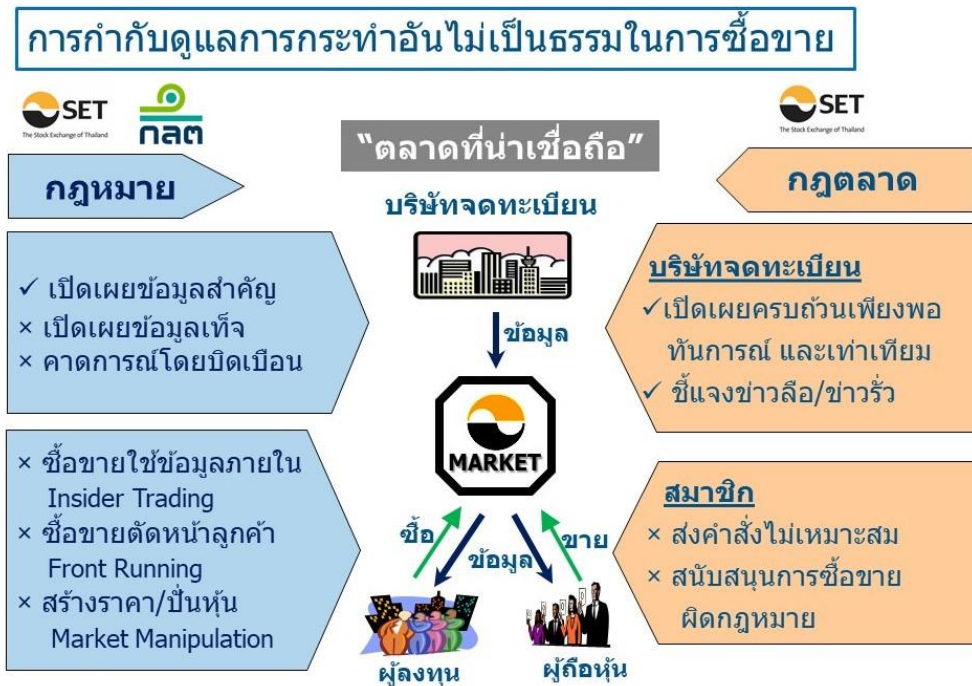 การกำกับดูแลการกระทำอันไม่เป็นธรรมในการซื้อขาย
SET
The Stock Exchange of Thailand
กลต
SET
The Stock Exchange of Thailand
"ตลาดที่น่าเชื่อถือ"
กฎหมาย
✓ เปิดเผยข้อมูลสำคัญ
× เปิดเผยข้อมูลเท็จ
× คาดการณ์โดยบิดเบือน
× ซื้อขายใช้ข้อมูลภายใน
Insider Trading
× ซื้อขายตัดหน้าลูกค้า
Front Running
× สร้างราคา/ปั่นหุ้น
Market Manipulation
บริษัทจดทะเบียน
ข้อมูล
MARKET
ซื้อ
ข้อมูล
ขาย
ผู้ลงทุน
ผู้ถือหุ้น
กฎตลาด
บริษัทจดทะเบียน
✓เปิดเผยครบถ้วนเพียงพอ
ทันการณ์ และเท่าเทียม
✓ ชี้แจงข่าวลือ/ข่าวรั่ว
สมาชิก
× ส่งคำสั่งไม่เหมาะสม
× สนับสนุนการซื้อขาย
ผิดกฎหมาย